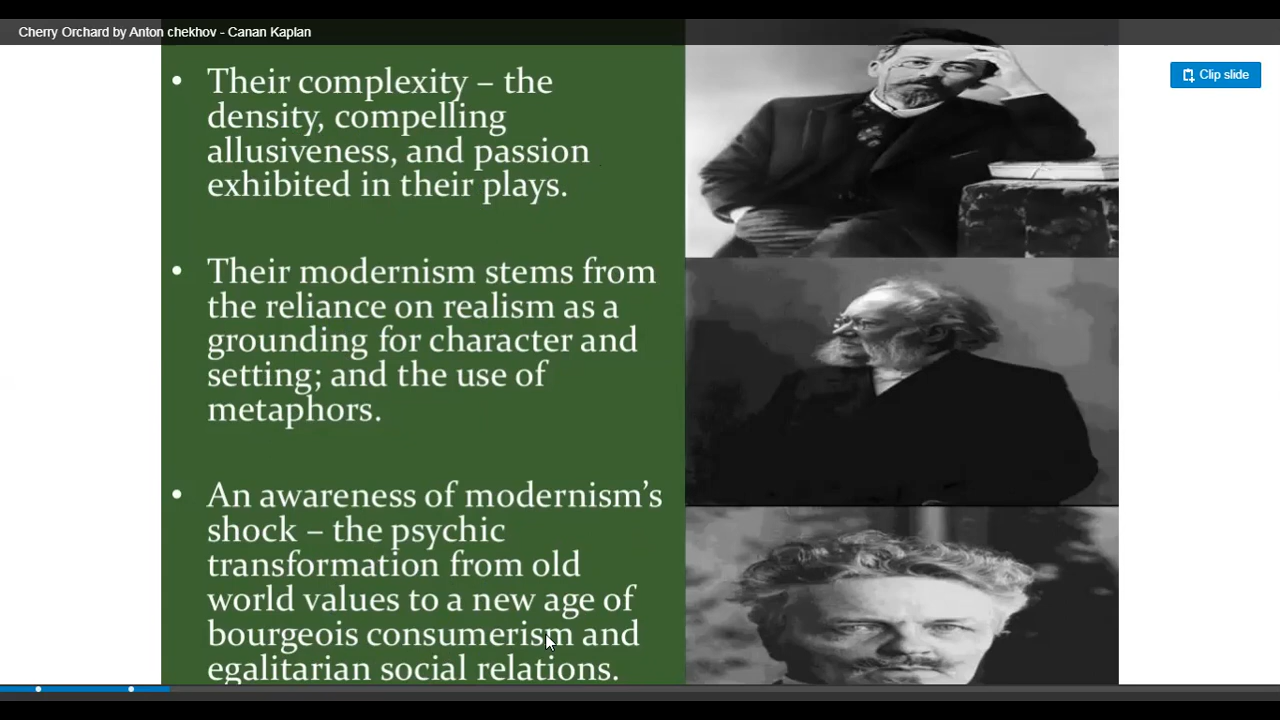 Cherry Orchard by Anton chekhov - Canan Kaplan
Clip slide
• Their complexity – the
density, compelling
allusiveness, and passion
exhibited in their plays.
• Their modernism stems from
the reliance on realism as a
grounding for character and
setting; and the use of
metaphors.
• An awareness of modernism’s
shock – the psychic
transformation from old
world values to a new age of
bourgeois consumerism and
egalitarian social relations.